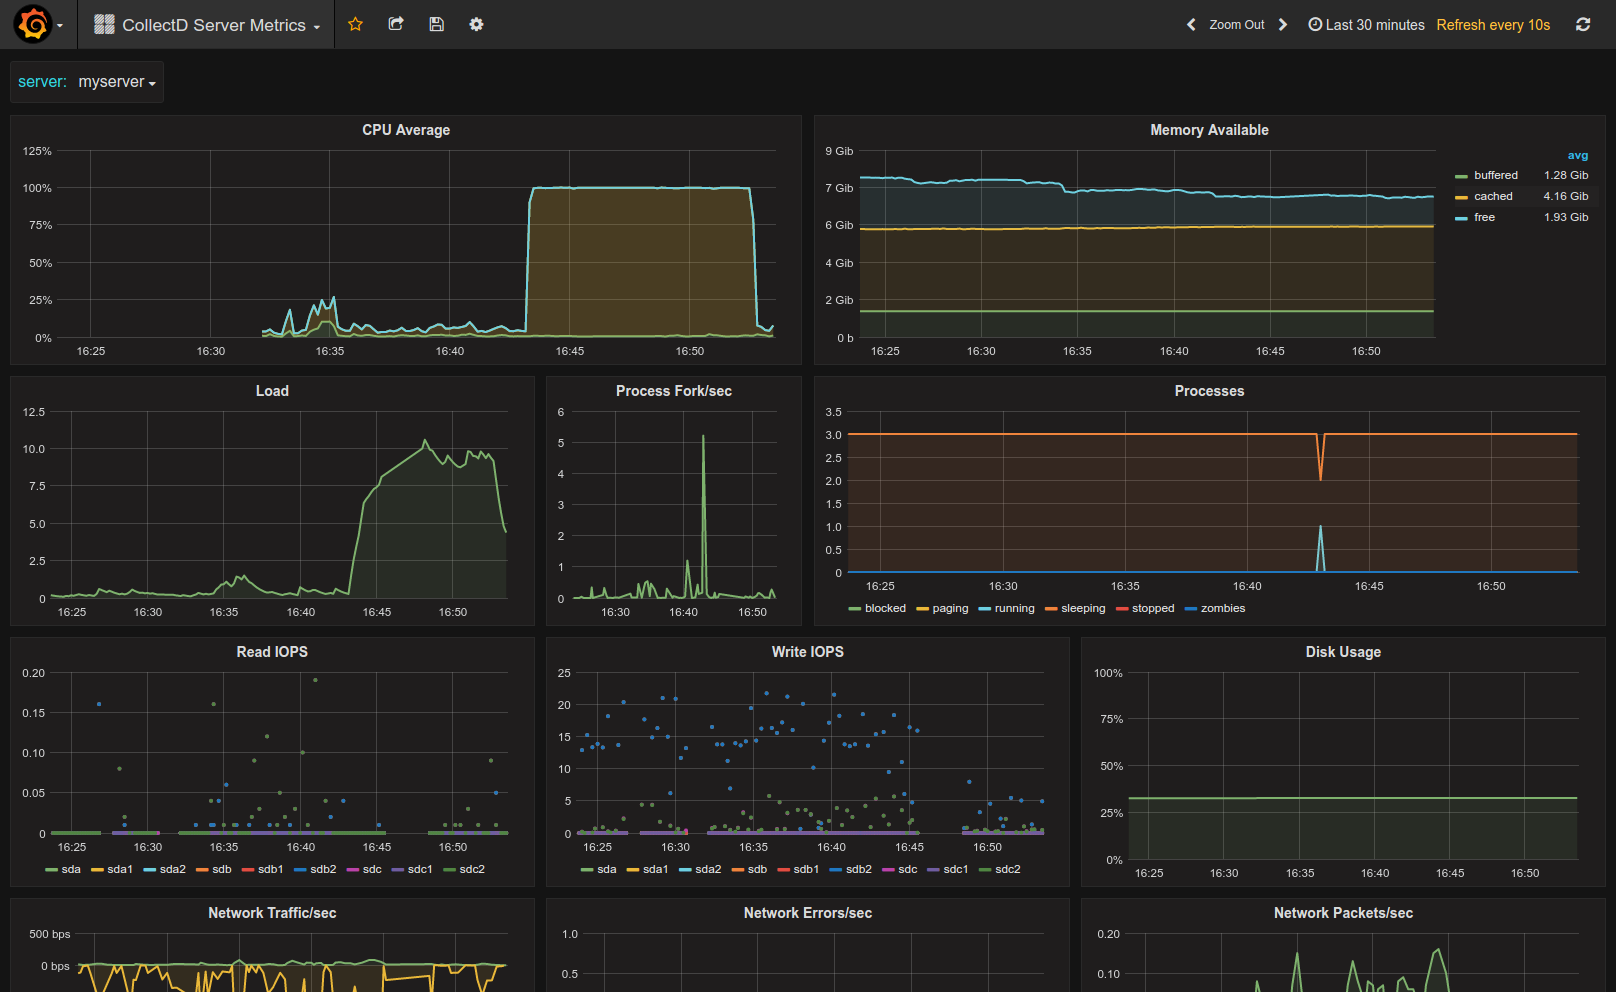 CollectD Server Metrics
Zoom Out
Last 30 minutes
Refresh every 10s
server: myserver
CPU Average
125%
100%
75%
50%
25%
0%
16:25 16:30 16:35 16:40 16:45 16:50
Memory Available
9 Gib
7 Gib
6 Gib
4 Gib
2 Gib
0 b
16:25 16:30 16:35 16:40 16:45 16:50
avg
buffered 1.28 Gib
cached 4.16 Gib
free 1.93 Gib
Load
12.5
10.0
7.5
5.0
2.5
0
16:25 16:30 16:35 16:40 16:45 16:50
Process Fork/sec
6
5
4
3
2
1
0
16:30 16:40 16:50
Processes
3.5
3.0
2.5
2.0
1.5
1.0
0.5
0
16:25 16:30 16:35 16:40 16:45 16:50
blocked paging running sleeping stopped zombies
Read IOPS
0.20
0.15
0.10
0.05
0
16:25 16:30 16:35 16:40 16:45 16:50
sda sda1 sda2 sdb sdb1 sdb2 sdc sdc1 sdc2
Write IOPS
25
20
15
10
5
0
16:25 16:30 16:35 16:40 16:45 16:50
sda sda1 sda2 sdb sdb1 sdb2 sdc sdc1 sdc2
Disk Usage
100%
75%
50%
25%
0%
16:25 16:30 16:35 16:40 16:45 16:50
Network Traffic/sec
500 bps
0 bps
Network Errors/sec
1.0
0.5
Network Packets/sec
0.20
0.10